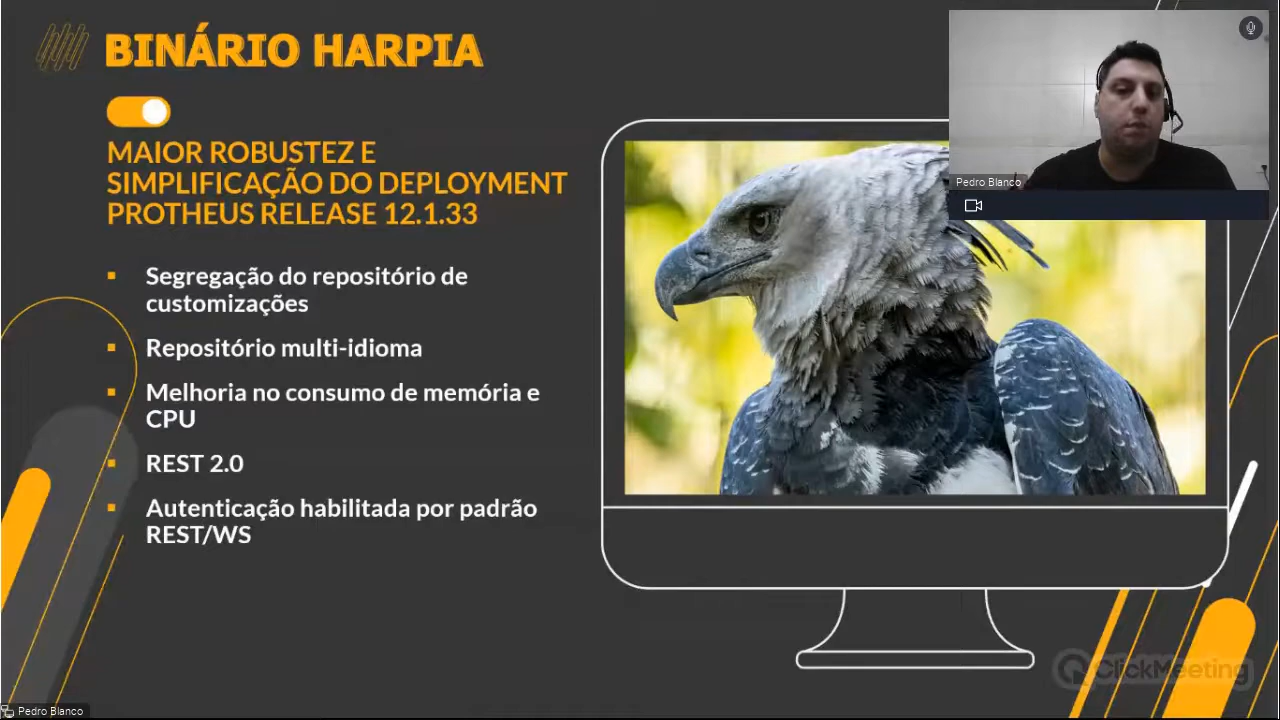 BINÁRIO HARPIA
MAIOR ROBUSTEZ E
SIMPLIFICAÇÃO DO DEPLOYMENT
PROTHEUS RELEASE 12.1.33
Segregação do repositório de
customizações
Repositório multi-idioma
Melhoria no consumo de memória e
CPU
REST 2.0
Autenticação habilitada por padrão
REST/WS
Pedro Blanco
ClickMeeting
Pedro Blanco